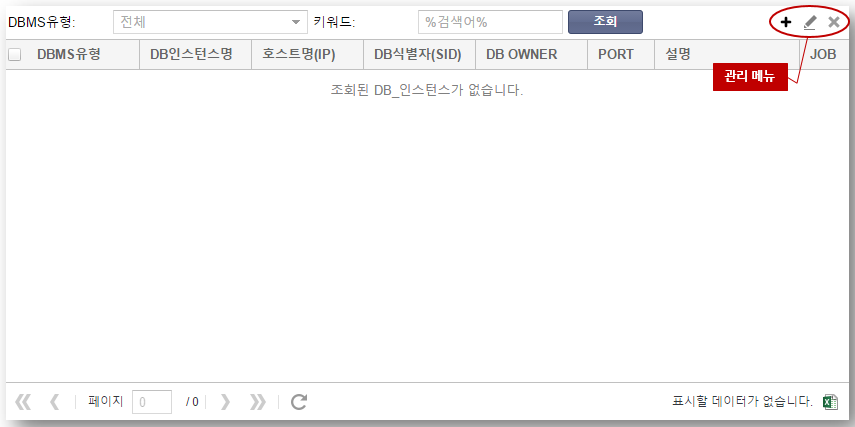 DBMS유형: 전체 키워드: %검색어% 조회
DBMS유형 DB인스턴스명 호스트명(IP) DB식별자(SID) DB OWNER PORT 설명 JOB
관리 메뉴
조회된 DB_인스턴스가 없습니다.
페이지 0 / 0 표시할 데이터가 없습니다.